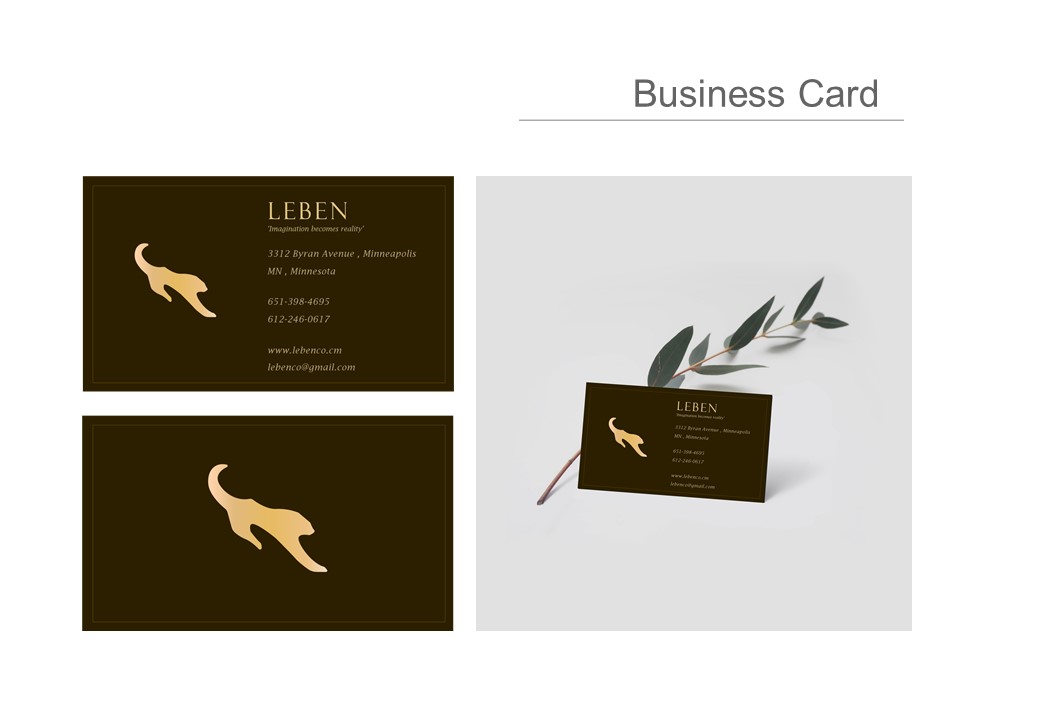 Business Card
LEBEN
'Imagination becomes reality'
3312 Byran Avenue , Minneapolis
MN , Minnesota
651-398-4695
612-246-0617
www.lebenco.cm
lebenco@gmail.com
LEBEN
'Imagination becomes reality'
3312 Byran Avenue , Minneapolis
MN , Minnesota
651-398-4695
612-246-0617
www.lebenco.cm
lebenco@gmail.com